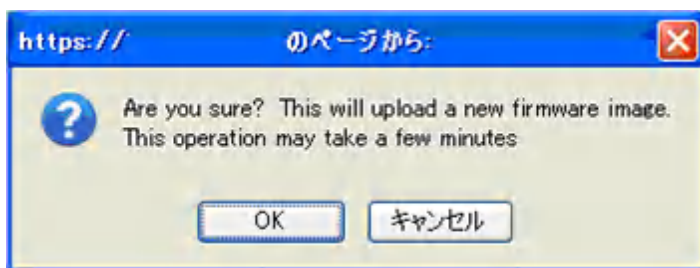 https:// のページから:
Are you sure? This will upload a new firmware image.
This operation may take a few minutes
OK キャンセル